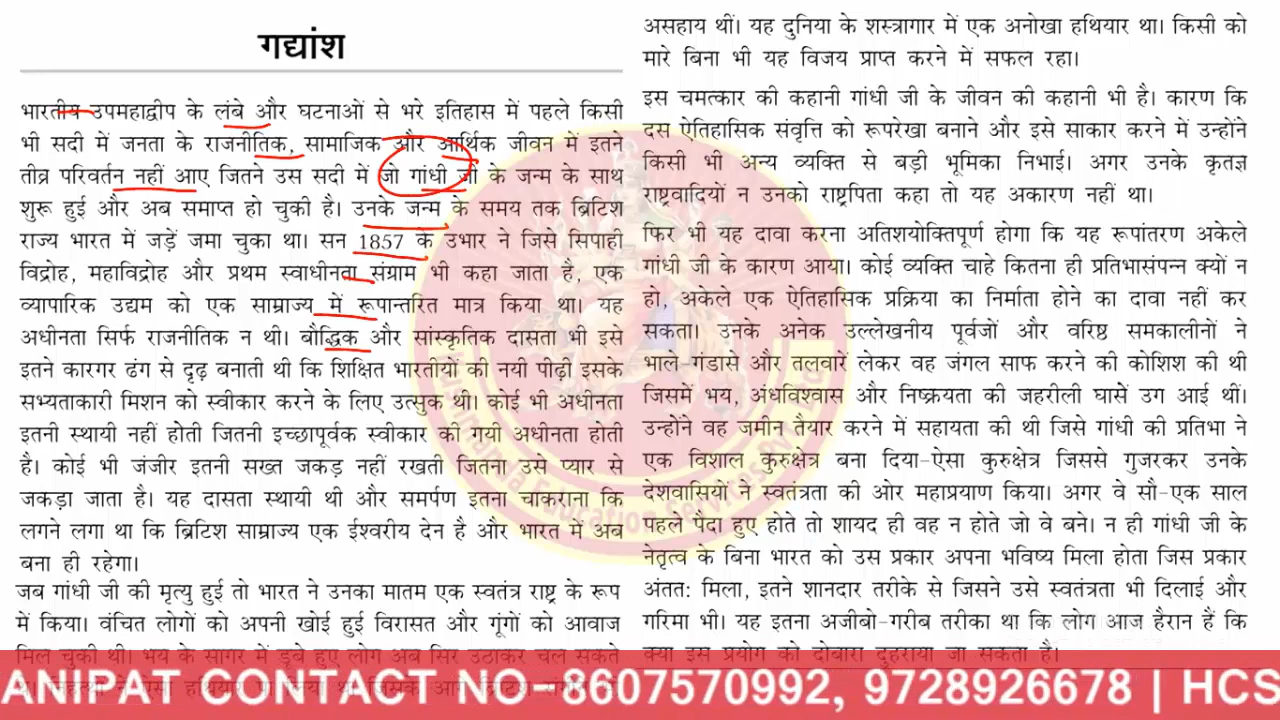 गद्यांश
भारतीय उपमहाद्वीप के लंबे और घटनाओं से भरे इतिहास में पहले किसी
भी सदी में जनता के राजनीतिक, सामाजिक और आर्थिक जीवन में इतने
तीव्र परिवर्तन नहीं आए जितने उस सदी में जो गांधी जी के जन्म के साथ
शुरू हुई और अब समाप्त हो चुकी है। उनके जन्म के समय तक ब्रिटिश
राज्य भारत में जड़ें जमा चुका था। सन 1857 के उभार ने जिसे सिपाही
विद्रोह, महाविद्रोह और प्रथम स्वाधीनता संग्राम भी कहा जाता है, एक
व्यापारिक उद्यम को एक साम्राज्य में रूपान्तरित मात्र किया था। यह
अधीनता सिर्फ राजनीतिक न थी। बौद्धिक और सांस्कृतिक दासता भी इसे
इतने कारगर ढंग से दृढ़ बनाती थी कि शिक्षित भारतीयों की नयी पीढ़ी इसके
सभ्यताकारी मिशन को स्वीकार करने के लिए उत्सुक थी। कोई भी अधीनता
इतनी स्थायी नहीं होती जितनी इच्छापूर्वक स्वीकार की गयी अधीनता होती
है। कोई भी जंजीर इतनी सख्त जकड़ नहीं रखती जितना उसे प्यार से
जकड़ा जाता है। यह दासता स्थायी थी और समर्पण इतना चाकराना कि
लगने लगा था कि ब्रिटिश साम्राज्य एक ईश्वरीय देन है और भारत में अब
बना ही रहेगा।
जब गांधी जी की मृत्यु हुई तो भारत ने उनका मातम एक स्वतंत्र राष्ट्र के रूप
में किया। वंचित लोगों को अपनी खोई हुई विरासत और गूंगों को आवाज
मिल चुकी थी। भय के सागर में डूबे हुए लोग अब सिर उठाकर चल सकते
असहाय थीं। यह दुनिया के शस्त्रागार में एक अनोखा हथियार था। किसी को
मारे बिना भी यह विजय प्राप्त करने में सफल रहा।
इस चमत्कार की कहानी गांधी जी के जीवन की कहानी भी है। कारण कि
दस ऐतिहासिक संवृत्ति को रूपरेखा बनाने और इसे साकार करने में उन्होंने
किसी भी अन्य व्यक्ति से बड़ी भूमिका निभाई। अगर उनके कृतज्ञ
राष्ट्रवादियों न उनको राष्ट्रपिता कहा तो यह अकारण नहीं था।
फिर भी यह दावा करना अतिशयोक्तिपूर्ण होगा कि यह रूपांतरण अकेले
गांधी जी के कारण आया। कोई व्यक्ति चाहे कितना ही प्रतिभासंपन्न क्यों न
हो, अकेले एक ऐतिहासिक प्रक्रिया का निर्माता होने का दावा नहीं कर
सकता। उनके अनेक उल्लेखनीय पूर्वजों और वरिष्ठ समकालीनों ने
भाले-गंडासे और तलवारें लेकर वह जंगल साफ करने की कोशिश की थी
जिसमें भय, अंधविश्वास और निष्क्रयता की जहरीली घासें उग आई थीं।
उन्होंने वह जमीन तैयार करने में सहायता की थी जिसे गांधी की प्रतिभा ने
एक विशाल कुरुक्षेत्र बना दिया-ऐसा कुरुक्षेत्र जिससे गुजरकर उनके
देशवासियों ने स्वतंत्रता की ओर महाप्रयाण किया। अगर वे सौ-एक साल
पहले पैदा हुए होते तो शायद ही वह न होते जो वे बने। न ही गांधी जी के
नेतृत्व के बिना भारत को उस प्रकार अपना भविष्य मिला होता जिस प्रकार
अंतत: मिला, इतने शानदार तरीके से जिसने उसे स्वतंत्रता भी दिलाई और
गरिमा भी। यह इतना अजीबो-गरीब तरीका था कि लोग आज हैरान हैं कि
क्या इस प्रयोग को दोबारा दुहराया जा सकता है।
ANIPAT CONTACT NO-8607570992, 9728926678 | HCS